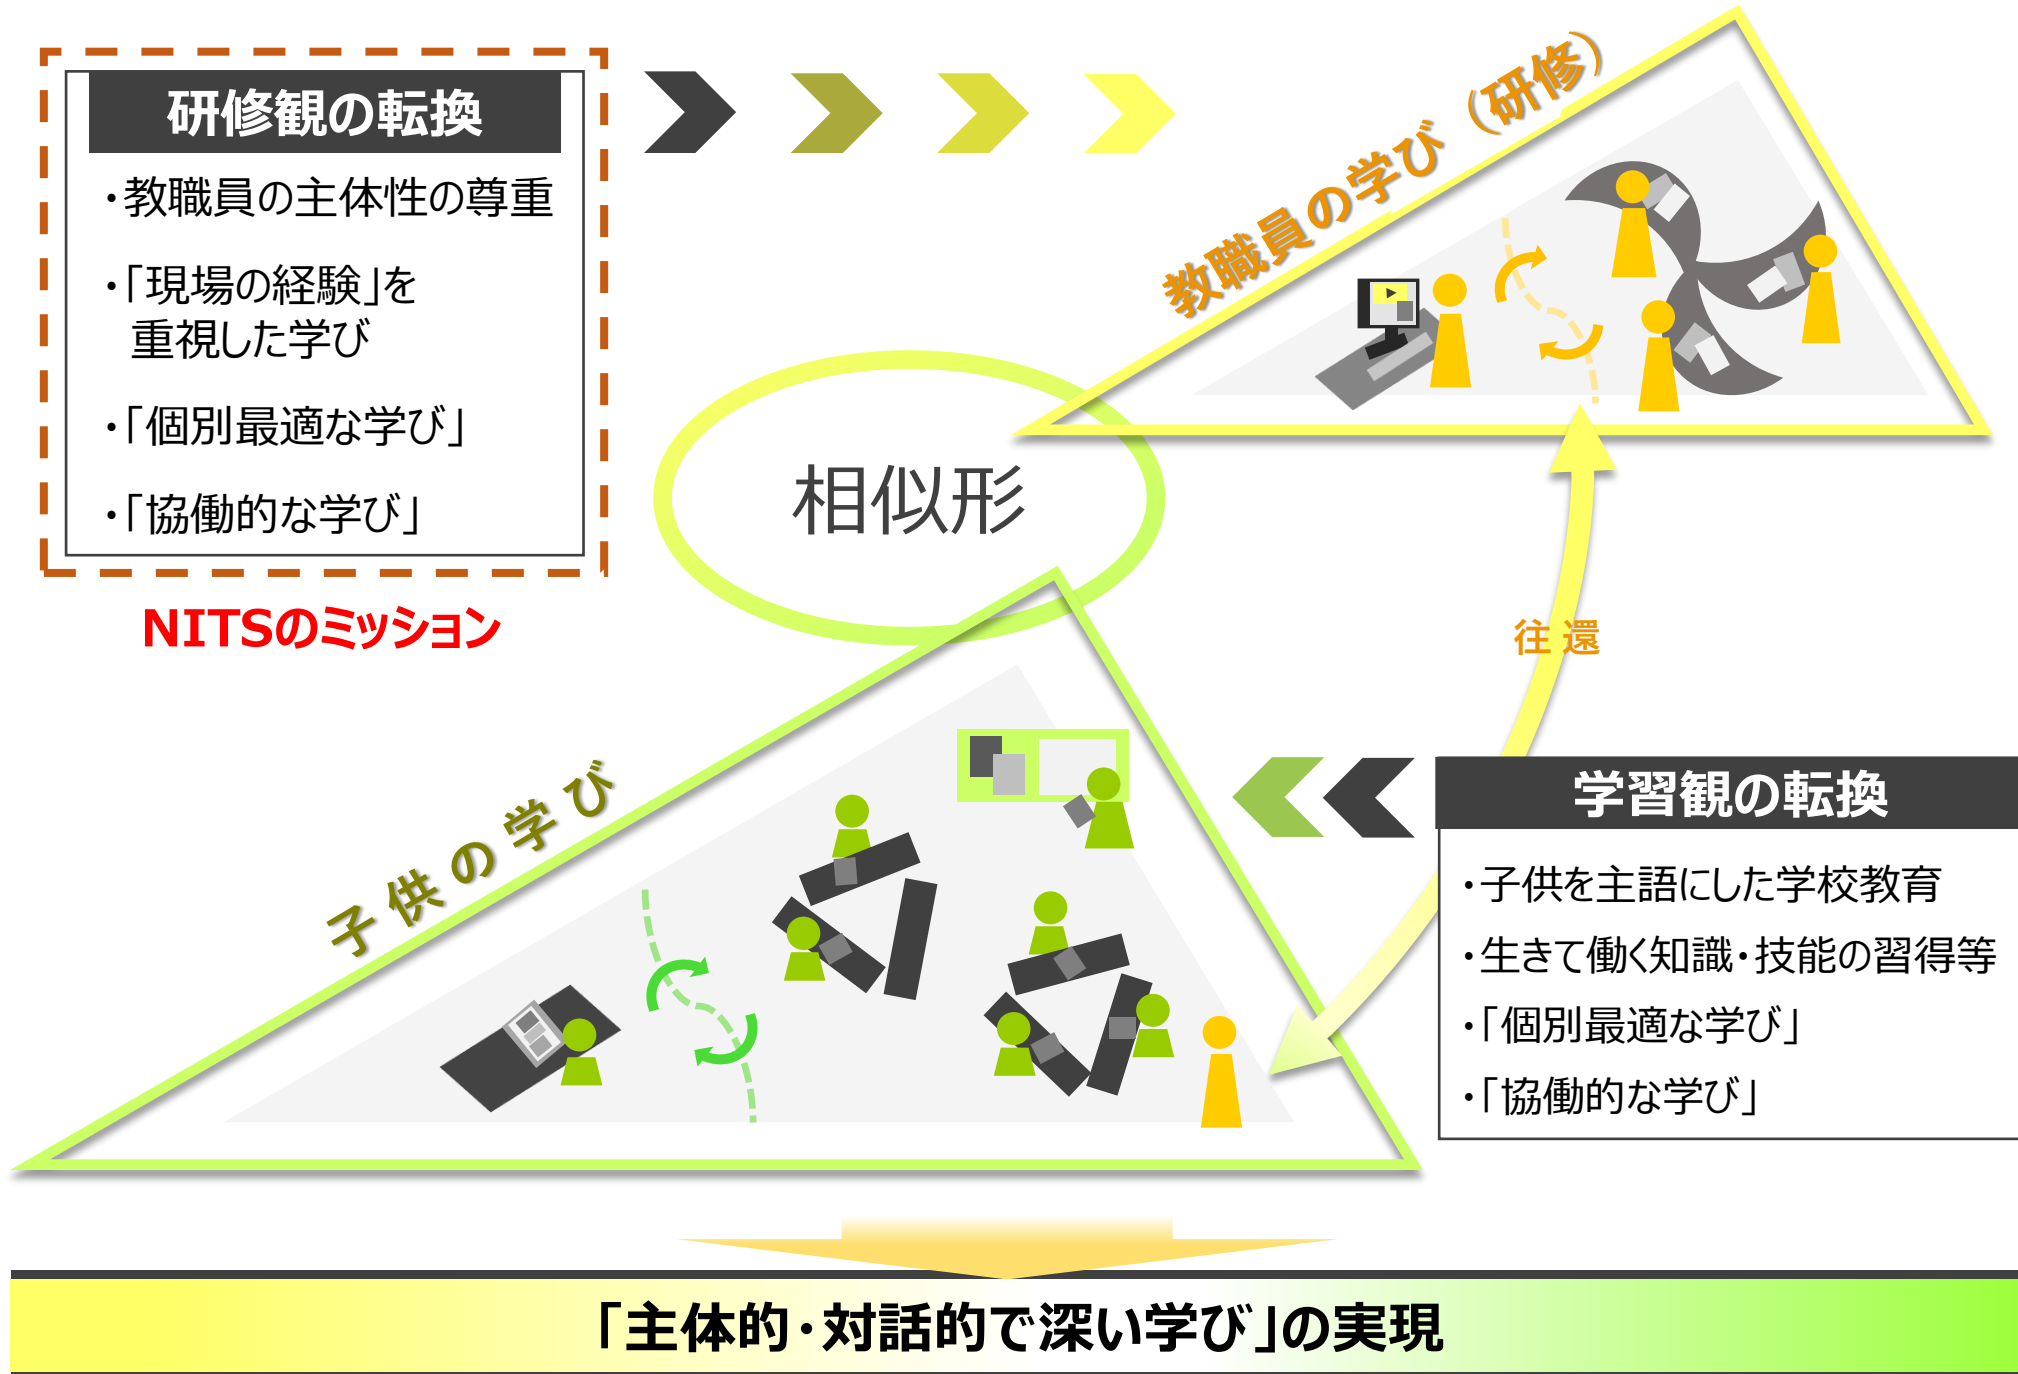 研修観の転換
・教職員の主体性の尊重
・「現場の経験」を
重視した学び
・「個別最適な学び」
・「協働的な学び」
NITSのミッション
教職員の学び（研修）
相似形
往還
子供の学び
学習観の転換
・子供を主語にした学校教育
・生きて働く知識・技能の習得等
・「個別最適な学び」
・「協働的な学び」
「主体的・対話的で深い学び」の実現